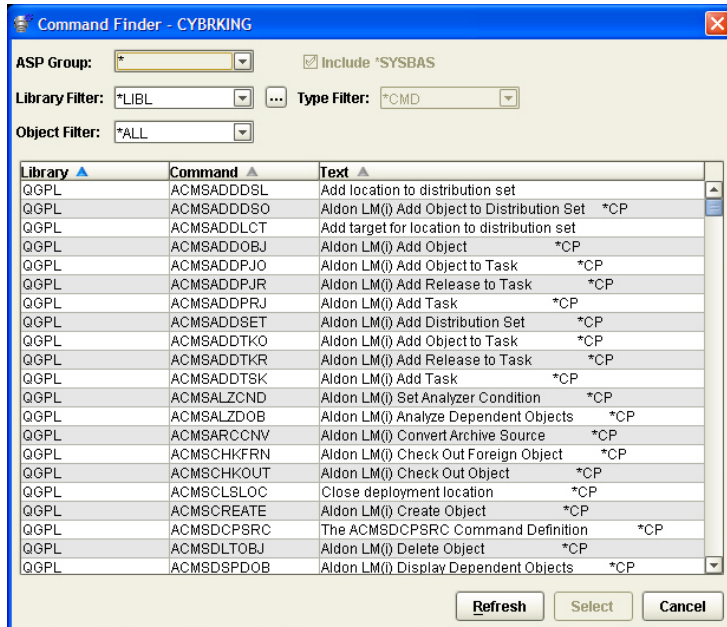 Command Finder - CYBRKING
ASP Group: * Include *SYSBAS
Library Filter: *LIBL ... Type Filter: *CMD
Object Filter: *ALL
Library Command Text
QGPL ACMSADDDSL Add location to distribution set
QGPL ACMSADDDSO Aldon LM(i) Add Object to Distribution Set *CP
QGPL ACMSADDLCT Add target for location to distribution set
QGPL ACMSADDOBJ Aldon LM(i) Add Object *CP
QGPL ACMSADDPJO Aldon LM(i) Add Object to Task *CP
QGPL ACMSADDPJR Aldon LM(i) Add Release to Task *CP
QGPL ACMSADDPRJ Aldon LM(i) Add Task *CP
QGPL ACMSADDSET Aldon LM(i) Add Distribution Set *CP
QGPL ACMSADDTKO Aldon LM(i) Add Object to Task *CP
QGPL ACMSADDTKR Aldon LM(i) Add Release to Task *CP
QGPL ACMSADDTSK Aldon LM(i) Add Task *CP
QGPL ACMSALZCND Aldon LM(i) Set Analyzer Condition *CP
QGPL ACMSALZDOB Aldon LM(i) Analyze Dependent Objects *CP
QGPL ACMSARCCNV Aldon LM(i) Convert Archive Source *CP
QGPL ACMSCHKFRN Aldon LM(i) Check Out Foreign Object *CP
QGPL ACMSCHKOUT Aldon LM(i) Check Out Object *CP
QGPL ACMSCLSLOC Close deployment location *CP
QGPL ACMSCREATE Aldon LM(i) Create Object *CP
QGPL ACMSDCPSRC The ACMSDCPSRC Command Definition *CP
QGPL ACMSDLTOBJ Aldon LM(i) Delete Object *CP
QGPL ACMSDSPDOB Aldon LM(i) Display Dependent Objects *CP
Refresh Select Cancel